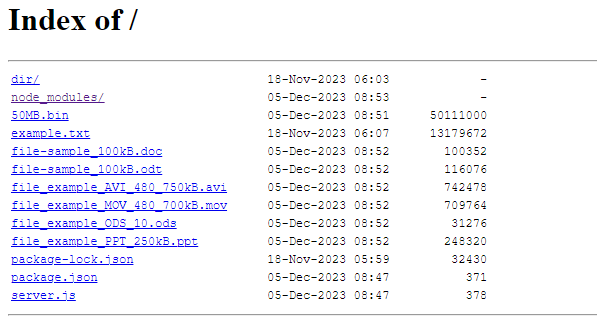 Index of /
dir/ 18-Nov-2023 06:03 -
node_modules/ 05-Dec-2023 08:53 -
50MB.bin 05-Dec-2023 08:51 50111000
example.txt 18-Nov-2023 06:07 13179672
file-sample_100kB.doc 05-Dec-2023 08:52 100352
file-sample_100kB.odt 05-Dec-2023 08:52 116076
file_example_AVI_480_750kB.avi 05-Dec-2023 08:52 742478
file_example_MOV_480_700kB.mov 05-Dec-2023 08:52 709764
file_example_ODS_10.ods 05-Dec-2023 08:52 31276
file_example_PPT_250kB.ppt 05-Dec-2023 08:52 248320
package-lock.json 18-Nov-2023 05:59 32430
package.json 05-Dec-2023 08:47 371
server.js 05-Dec-2023 08:47 378